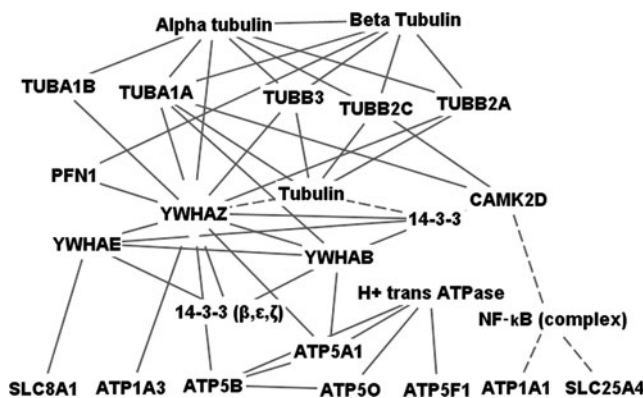 Alpha tubulin
Beta Tubulin
TUBA1B
TUBA1A
TUBB3
TUBB2C
TUBB2A
PFN1
Tubulin
CAMK2D
YWHAZ
14-3-3
YWHAE
YWHAB
H+ trans ATPase
14-3-3 (β,ε,ζ)
NF-κB (complex)
ATP5A1
SLC8A1
ATP1A3
ATP5B
ATP5O
ATP5F1
ATP1A1
SLC25A4